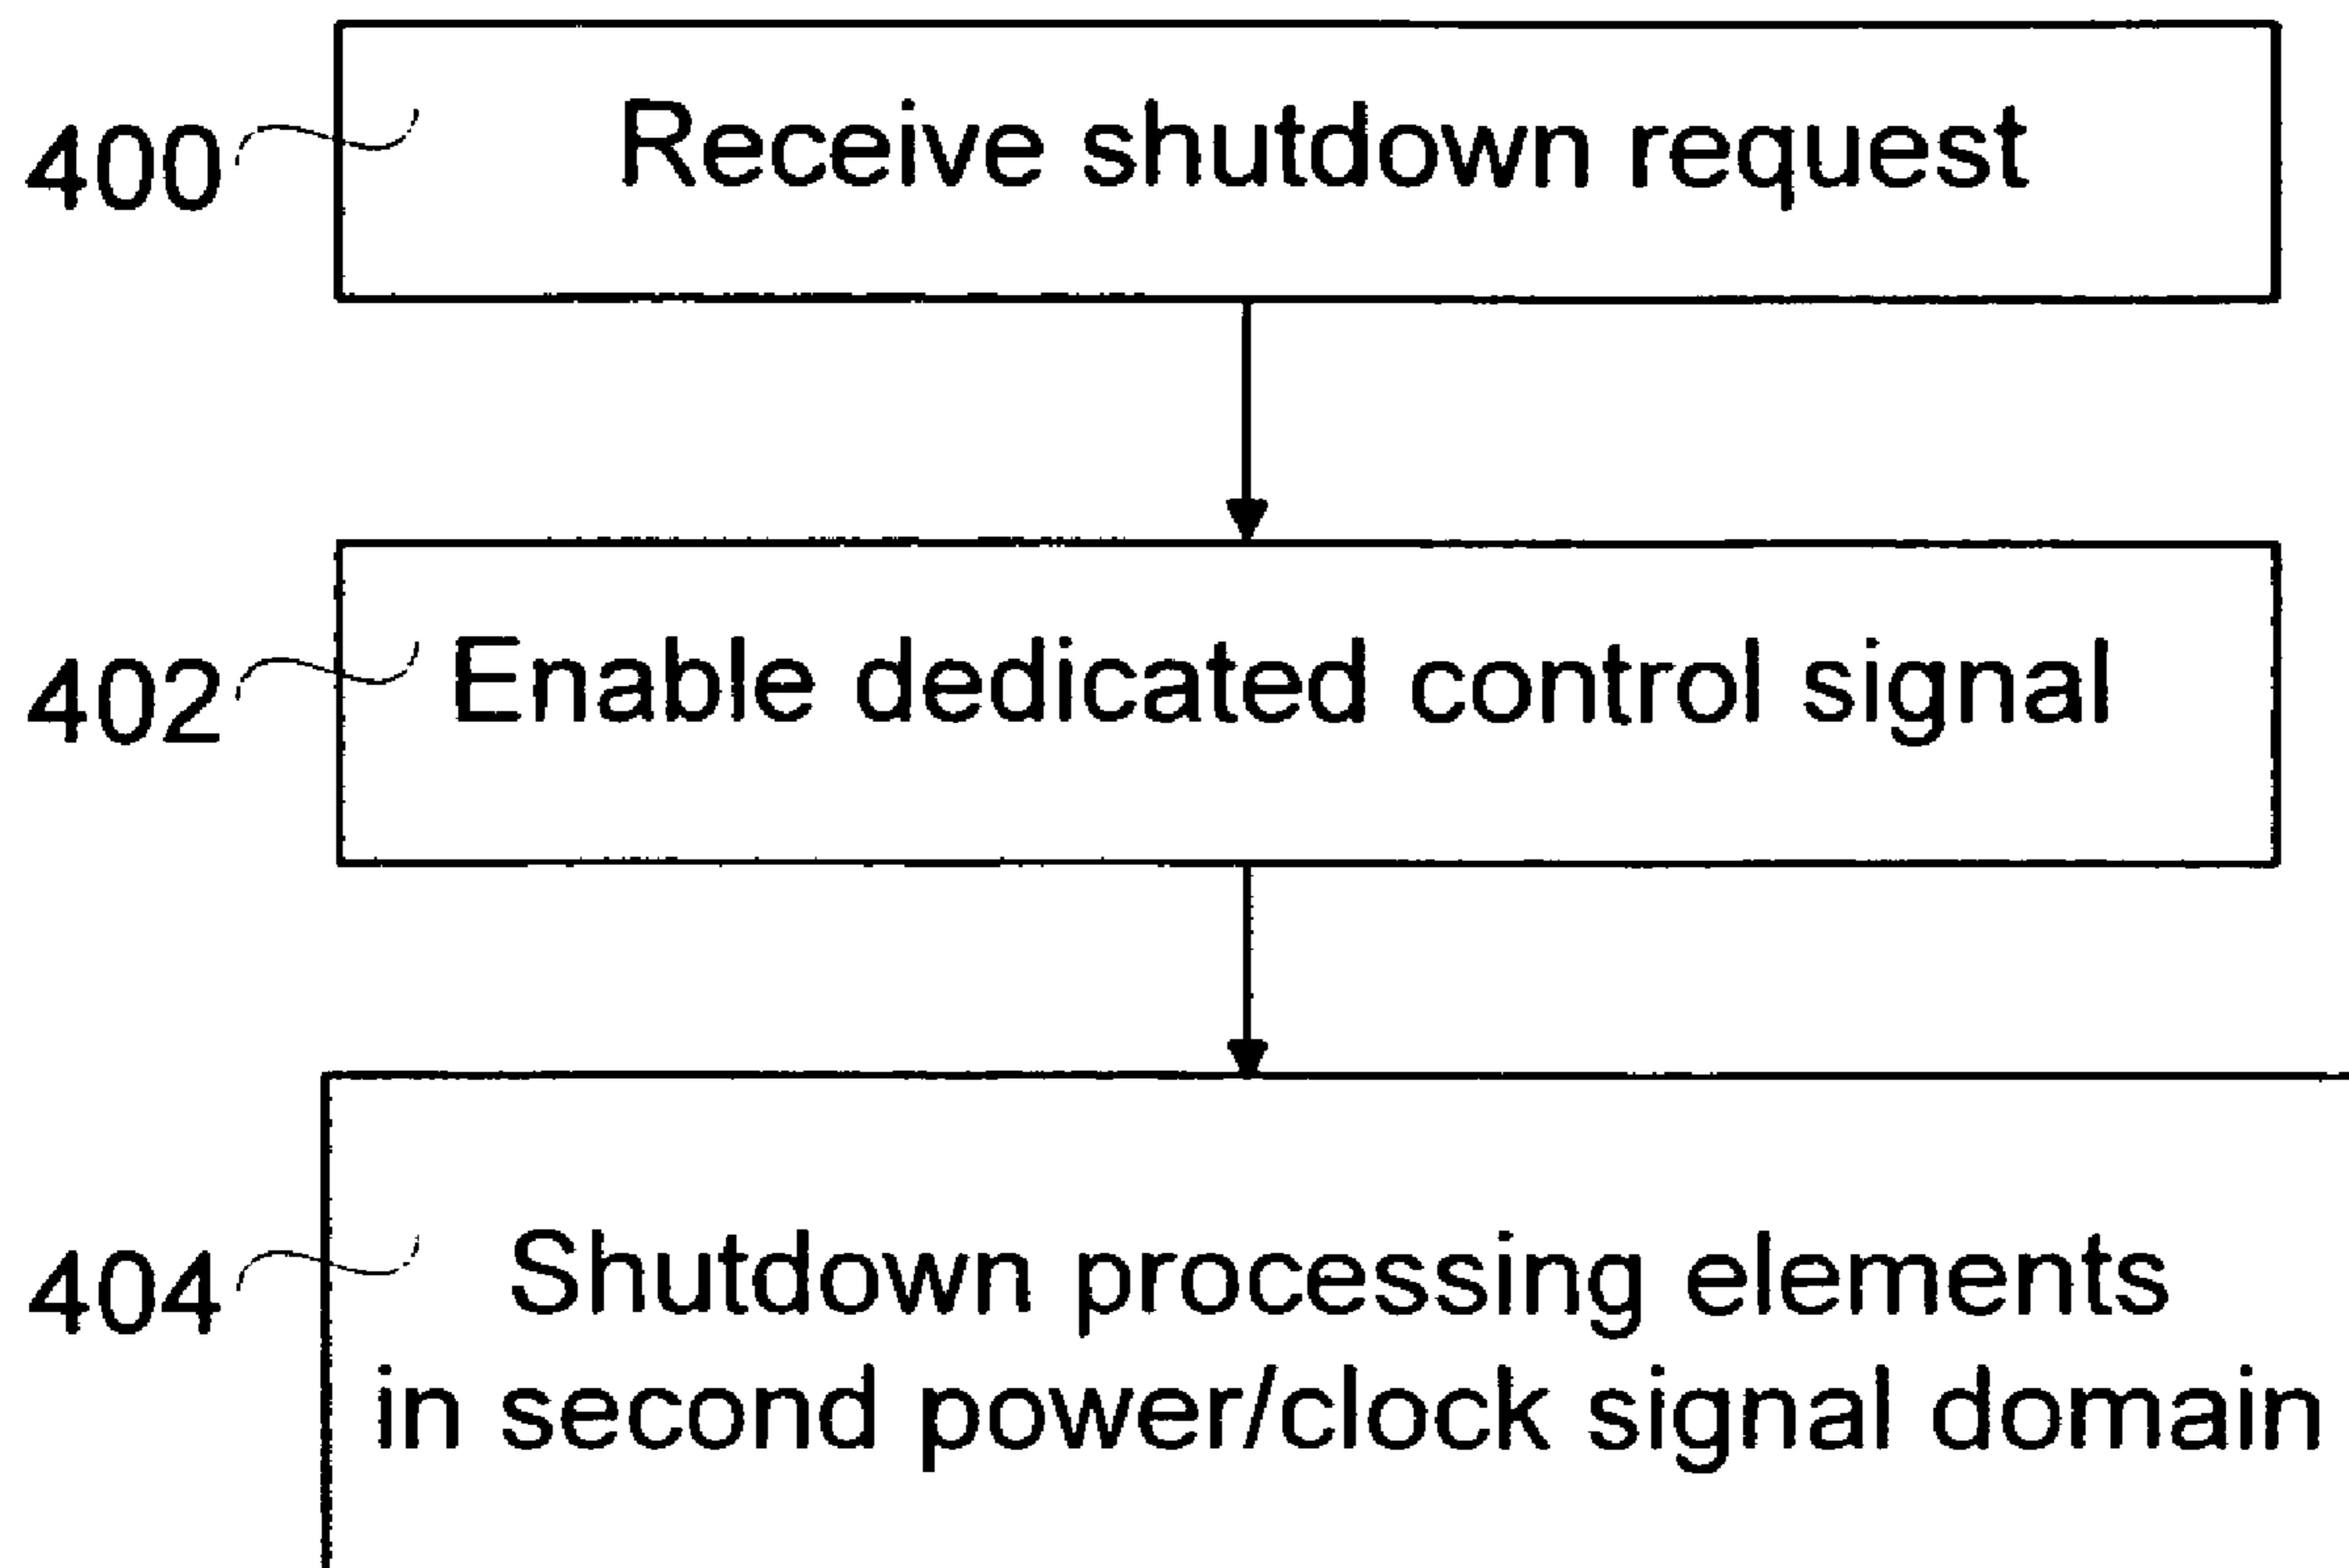 400 Receive shutdown request
402 Enable dedicated control signal
404 Shutdown processing elements
in second power/clock signal domain